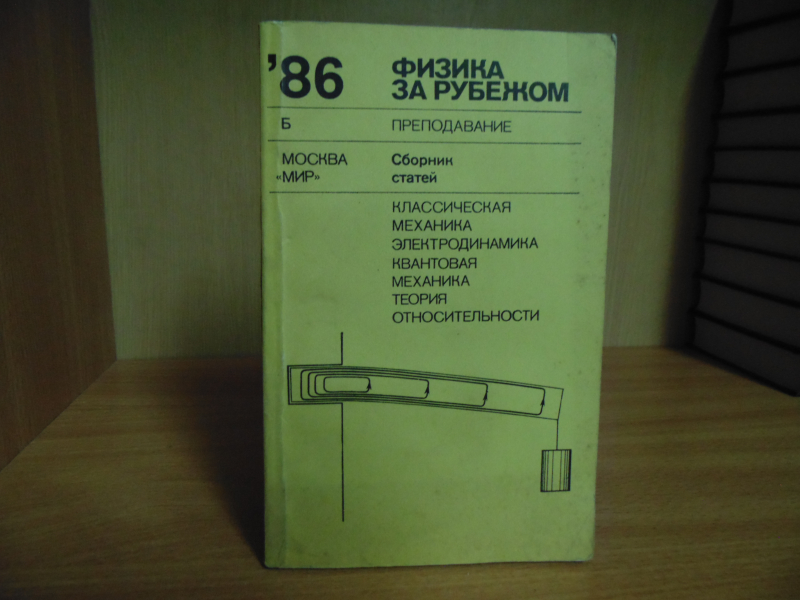 '86
ФИЗИКА
ЗА РУБЕЖОМ
Б
ПРЕПОДАВАНИЕ
МОСКВА
«МИР»
Сборник
статей
КЛАССИЧЕСКАЯ
МЕХАНИКА
ЭЛЕКТРОДИНАМИКА
КВАНТОВАЯ
МЕХАНИКА
ТЕОРИЯ
ОТНОСИТЕЛЬНОСТИ